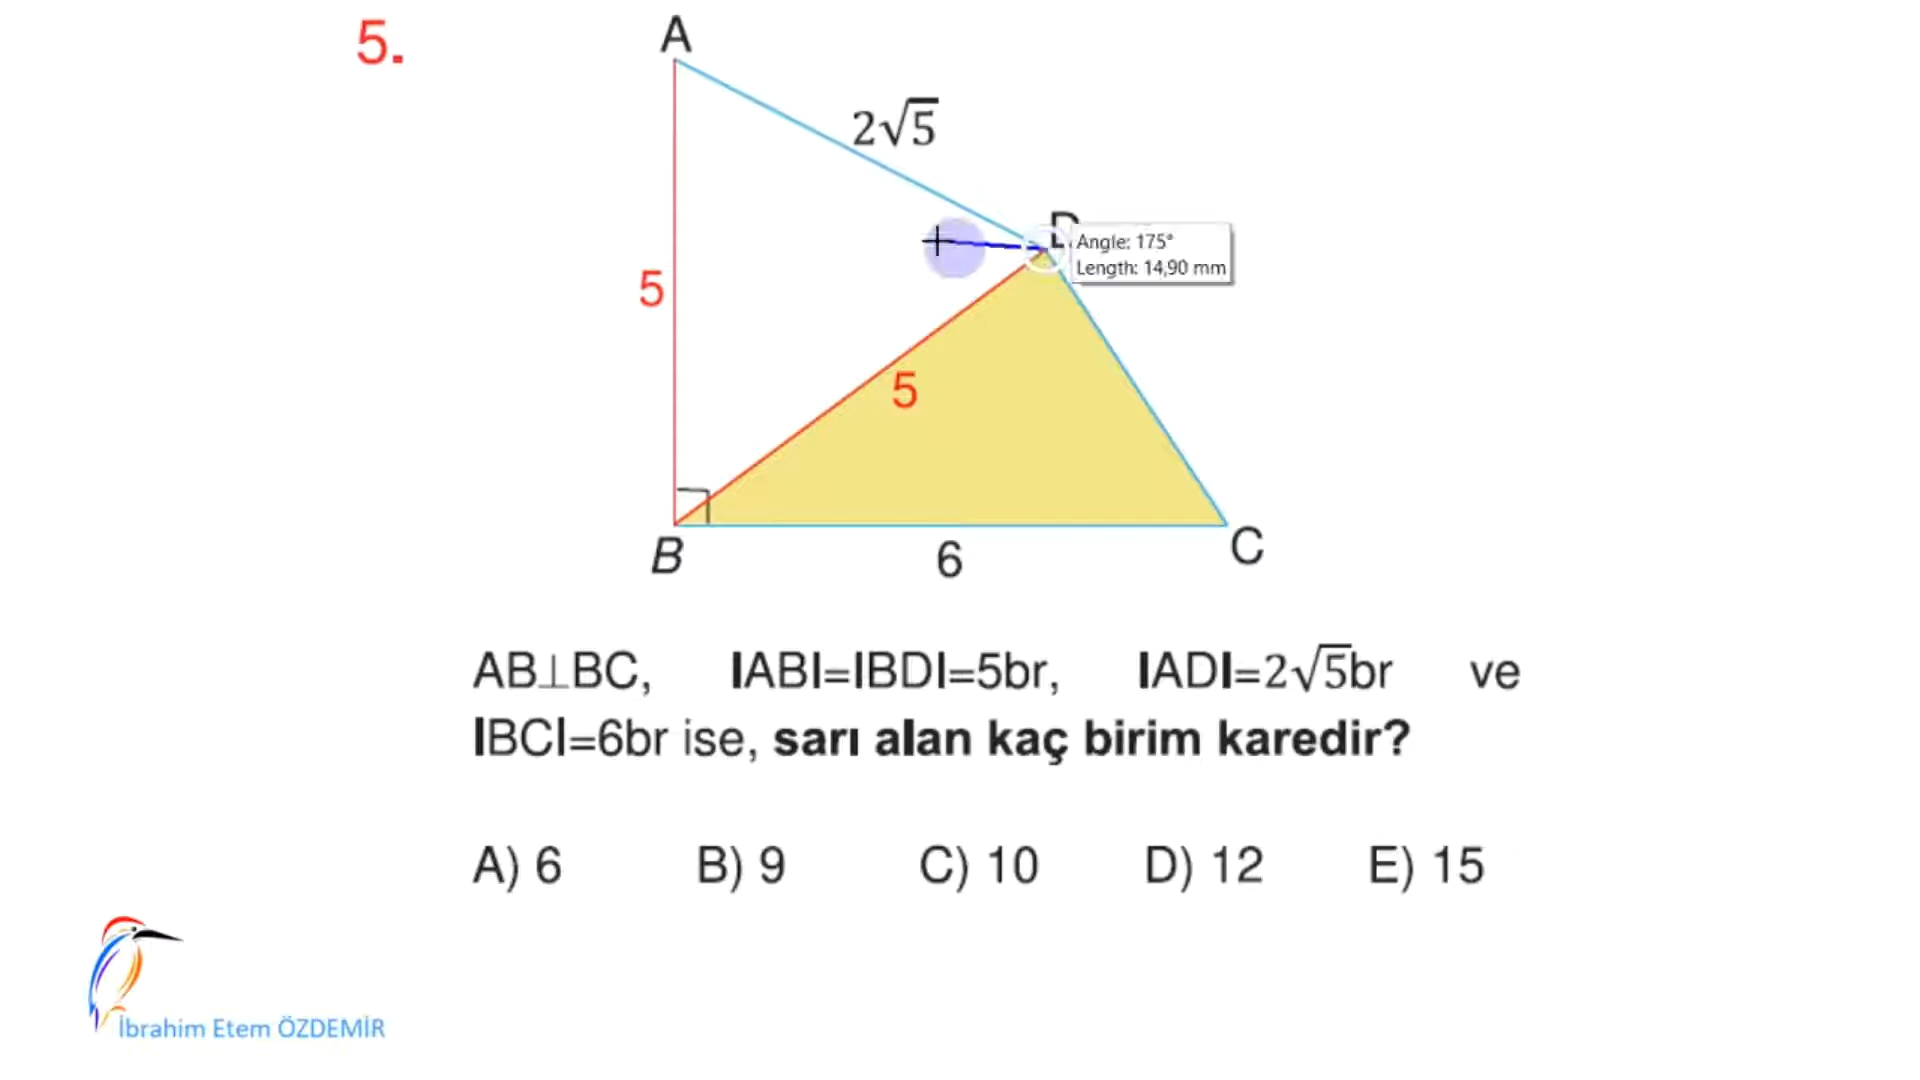 5.
A
2√5
D
Angle: 175°
Length: 14,90 mm
5
5
B
6
C
AB⊥BC, IABI=IBDI=5br, IADI=2√5br ve
IBCI=6br ise, sarı alan kaç birim karedir?
A) 6 B) 9 C) 10 D) 12 E) 15
İbrahim Etem ÖZDEMİR